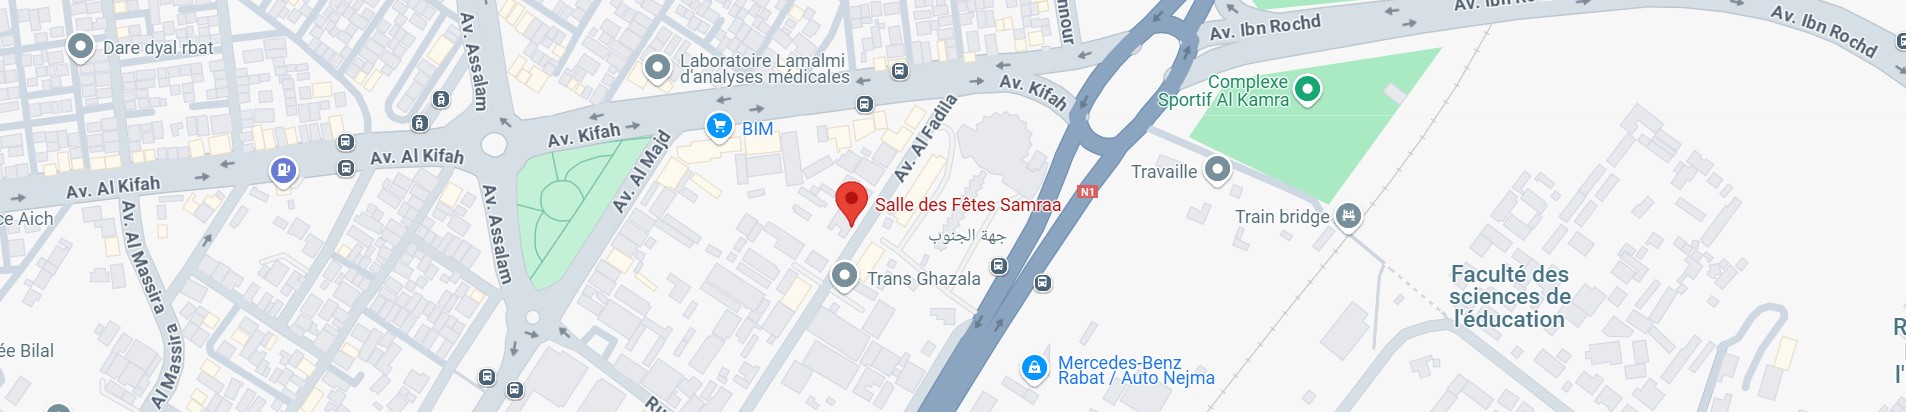 Av. Ibn Rochd
Av. Ibn Rochd
Dare dyal rbat
Av. Assalam
Laboratoire Lamalmi
d'analyses médicales
Av. Kifah
Complexe
Sportif Al Kamra
Av. Al Fadila
BIM
Av. Kifah
Av. Al Kifah
Av. Al Majd
Travaille
N1
Av. Al Kifah
Salle des Fêtes Samraa
Train bridge
Aich
Av. Al Massira
Av. Assalam
جهة الجنوب
Trans Ghazala
Faculté des
sciences de
l'éducation
Al Massira
Bilal
Mercedes-Benz
Rabat / Auto Nejma